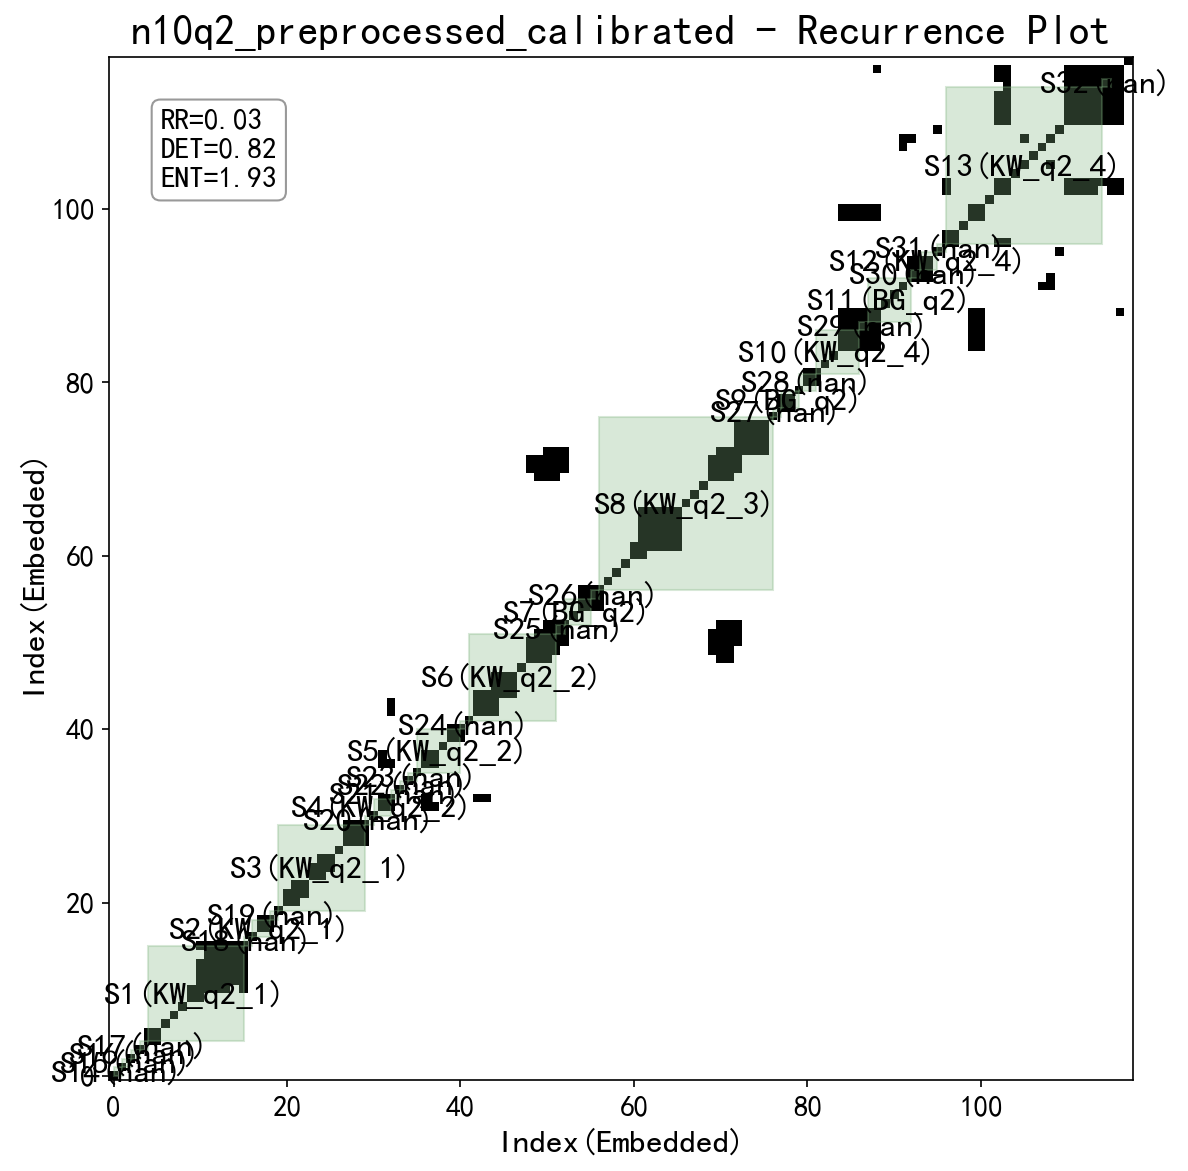 n10q2_preprocessed_calibrated - Recurrence Plot
RR=0.03
DET=0.82
ENT=1.93
S32(nan)
S13(KW_q2_4)
S31(nan)
S12(KW_q2_4)
S30(nan)
S11(BG_q2)
S29(nan)
S10(KW_q2_4)
S28(nan)
S9(BG_q2)
S27(nan)
S8(KW_q2_3)
S26(nan)
S7(BG_q2)
S25(nan)
S6(KW_q2_2)
S24(nan)
S5(KW_q2_2)
S23(nan)
S4(KW_q2_2)
S20(nan)
S3(KW_q2_1)
S19(nan)
S2(KW_q2_1)
S18(nan)
S1(KW_q2_1)
S17(nan)
S14(nan)
100
80
60
40
20
0
0 20 40 60 80 100
Index(Embedded)
Index(Embedded)